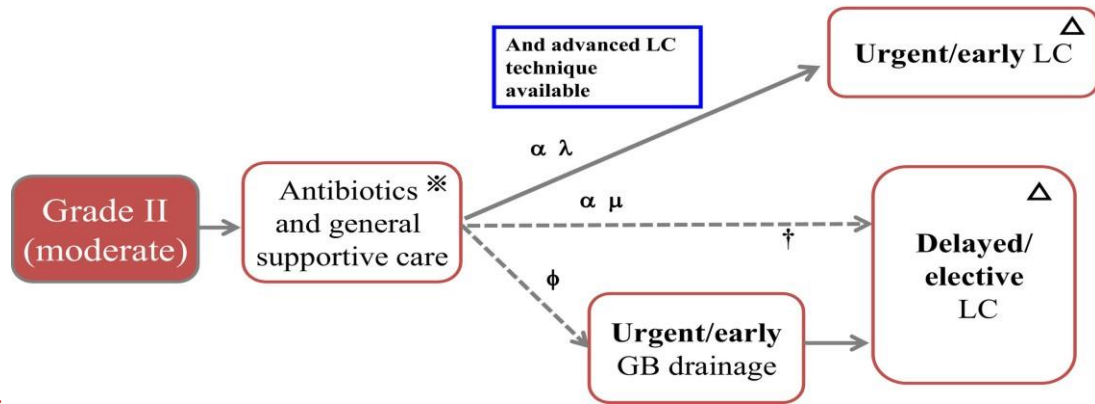 And advanced LC
technique
available
△
Urgent/early LC
α λ
Grade II
(moderate)
Antibiotics ※
and general
supportive care
α μ
†
△
Delayed/
elective
LC
ϕ
Urgent/early
GB drainage